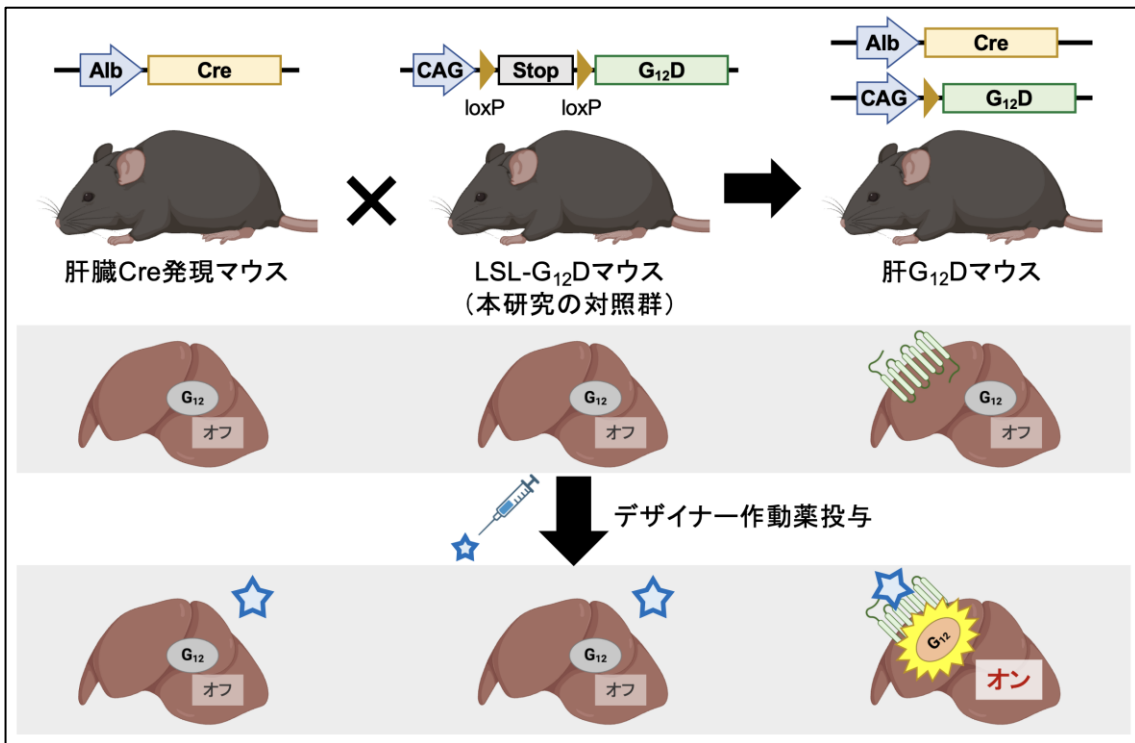 Alb Cre
CAG Stop G₁₂D
loxP loxP
Alb Cre
CAG G₁₂D
肝臓Cre発現マウス
LSL-G₁₂Dマウス
（本研究の対照群）
肝G₁₂Dマウス
G₁₂
オフ
G₁₂
オフ
G₁₂
オフ
デザイナー作動薬投与
G₁₂
オフ
G₁₂
オフ
G₁₂
オン